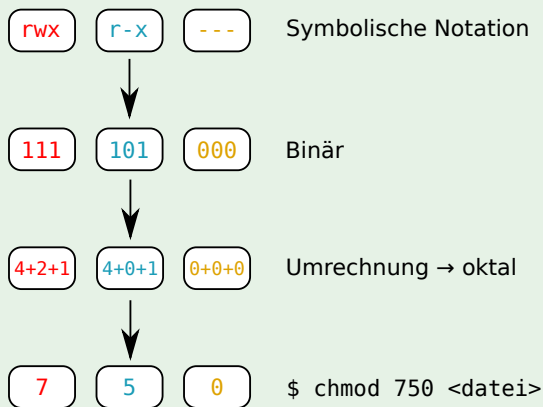 rwx r-x --- Symbolische Notation
111 101 000 Binär
4+2+1 4+0+1 0+0+0 Umrechnung → oktal
7 5 0 $ chmod 750 <datei>